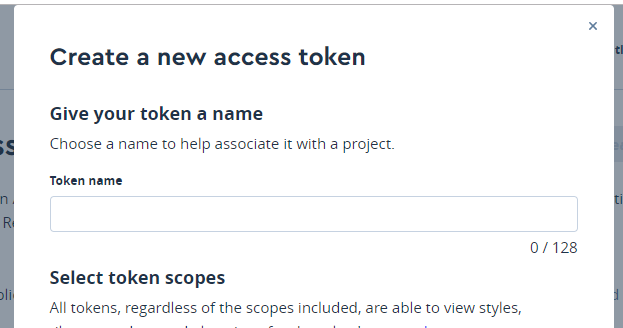 ×
Create a new access token
Give your token a name
Choose a name to help associate it with a project.
Token name
0 / 128
Select token scopes
All tokens, regardless of the scopes included, are able to view styles,